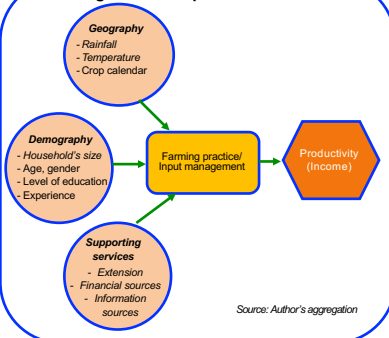 Geography
- Rainfall
- Temperature
- Crop calendar
Demography
- Household's size
- Age, gender
- Level of education
- Experience
Farming practice/
Input management
Productivity
(Income)
Supporting
services
- Extension
- Financial sources
- Information
sources
Source: Author's aggregation